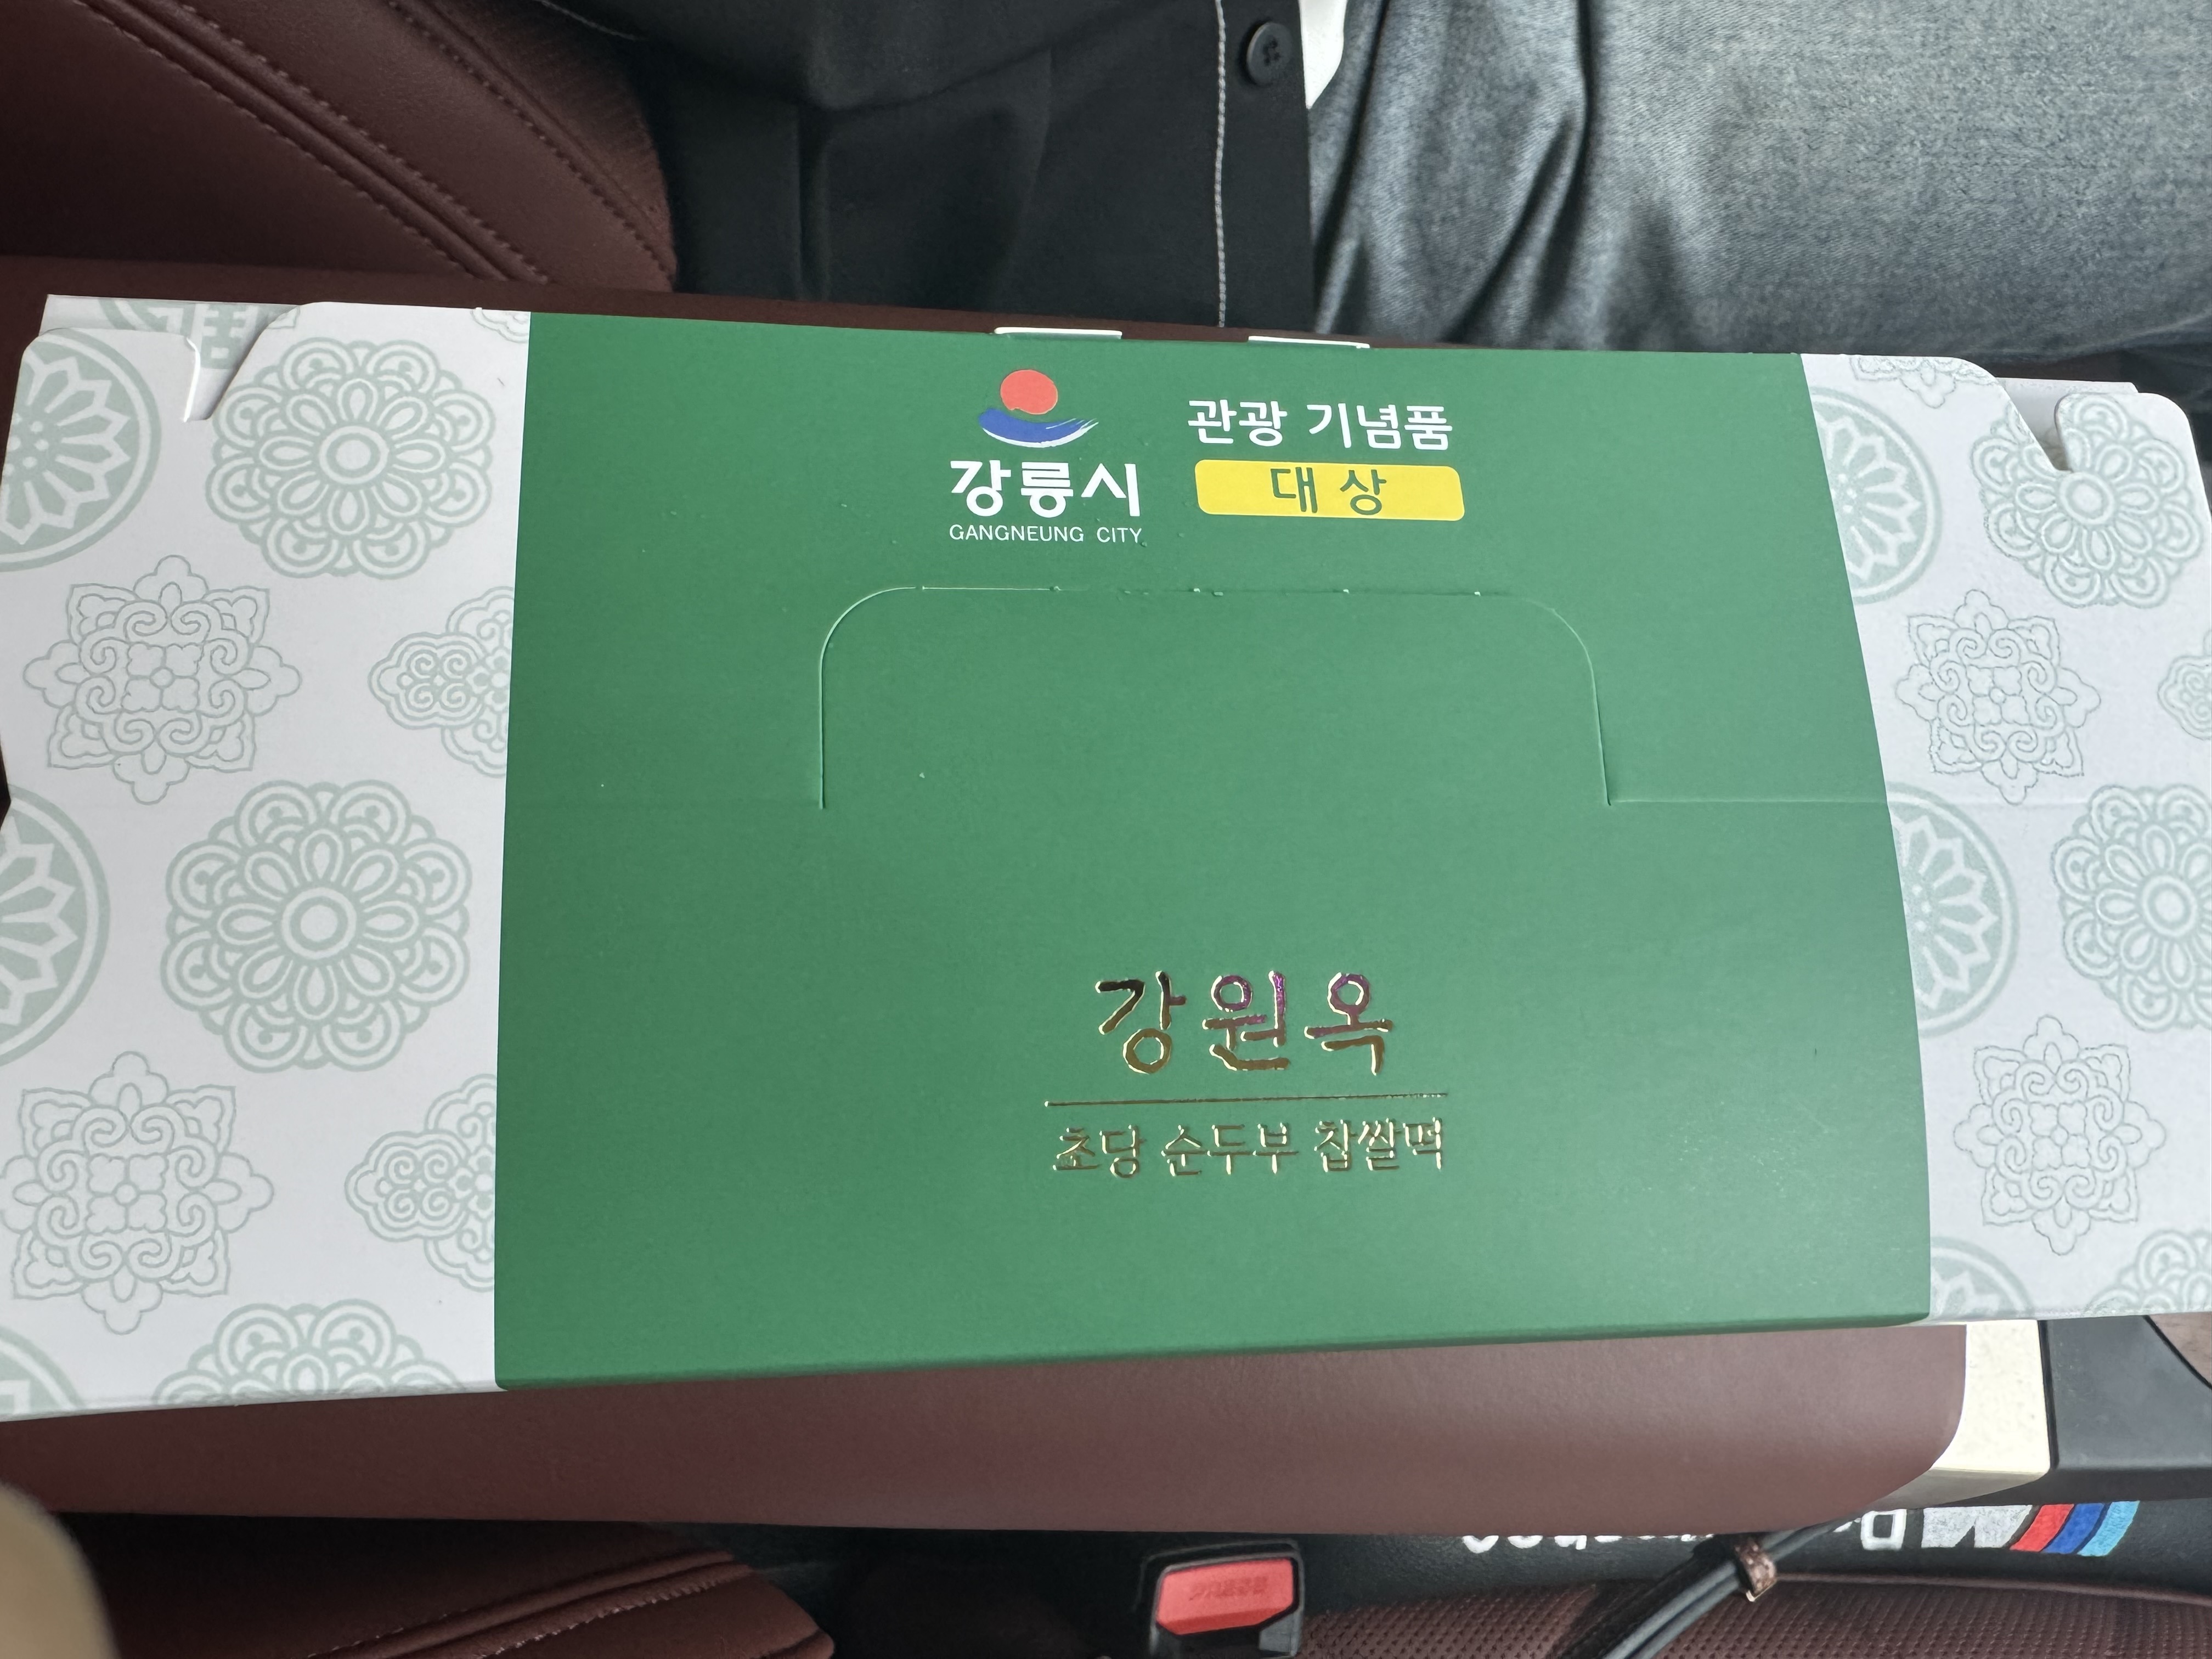 강릉시
GANGNEUNG CITY
관광 기념품
대상
강원옥
초당 순두부 찹쌀떡